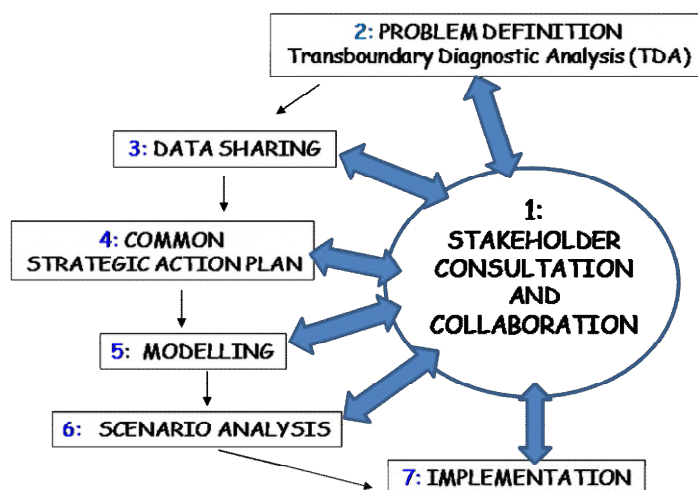 2: PROBLEM DEFINITION
Transboundary Diagnostic Analysis (TDA)
3: DATA SHARING
4: COMMON
STRATEGIC ACTION PLAN
5: MODELLING
6: SCENARIO ANALYSIS
7: IMPLEMENTATION
1:
STAKEHOLDER
CONSULTATION
AND
COLLABORATION